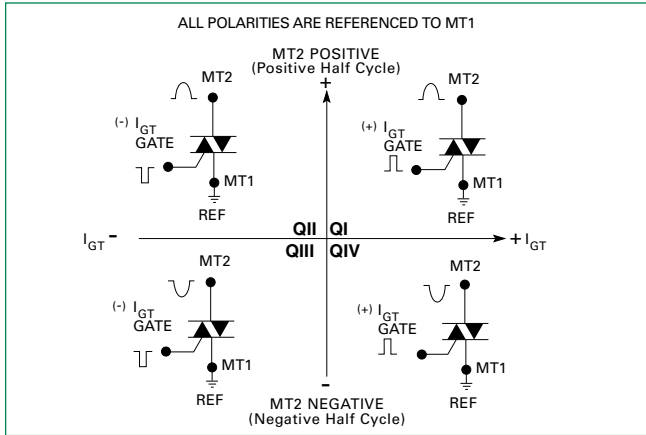 ALL POLARITIES ARE REFERENCED TO MT1
MT2 POSITIVE
(Positive Half Cycle)
+
MT2
(-) IGT
GATE
MT1
REF
MT2
(+) IGT
GATE
MT1
REF
IGT -
QII QI
QIII QIV
+ IGT
MT2
(-) IGT
GATE
MT1
REF
MT2
(+) IGT
GATE
MT1
REF
-
MT2 NEGATIVE
(Negative Half Cycle)